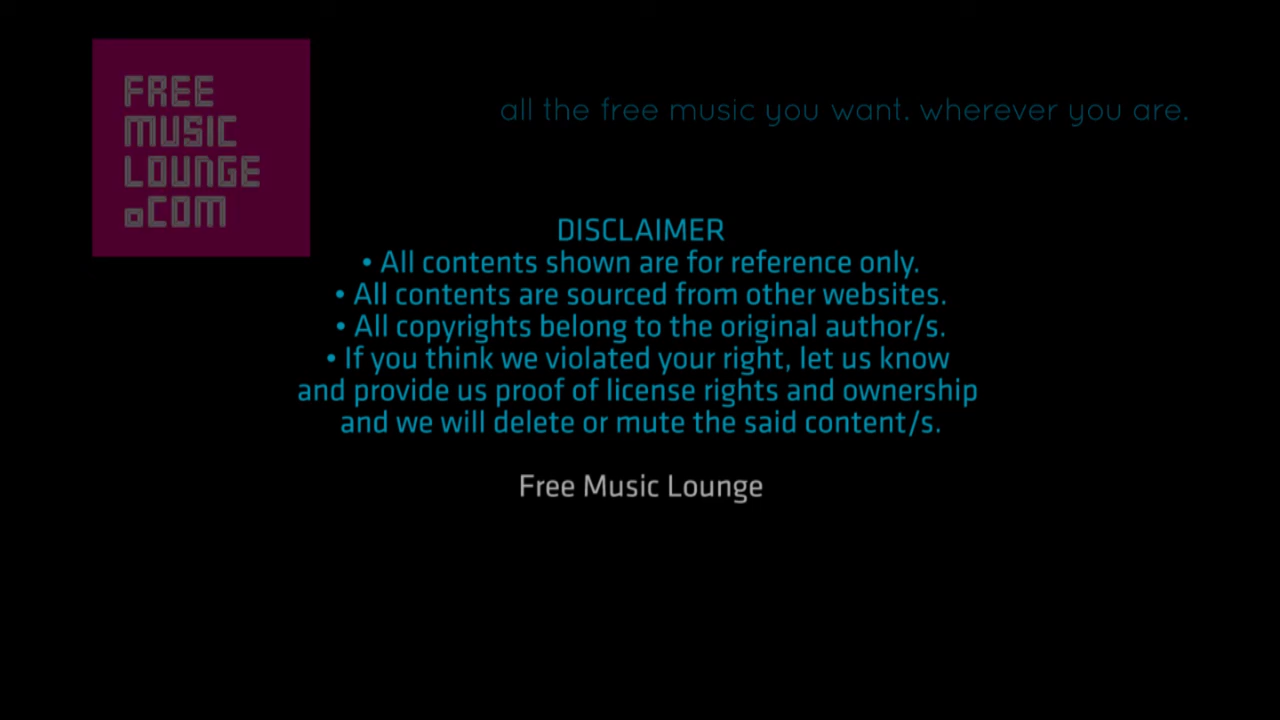 FREE
MUSIC
LOUNGE
.COM
all the free music you want. wherever you are.
DISCLAIMER
• All contents shown are for reference only.
• All contents are sourced from other websites.
• All copyrights belong to the original author/s.
• If you think we violated your right, let us know
and provide us proof of license rights and ownership
and we will delete or mute the said content/s.
Free Music Lounge